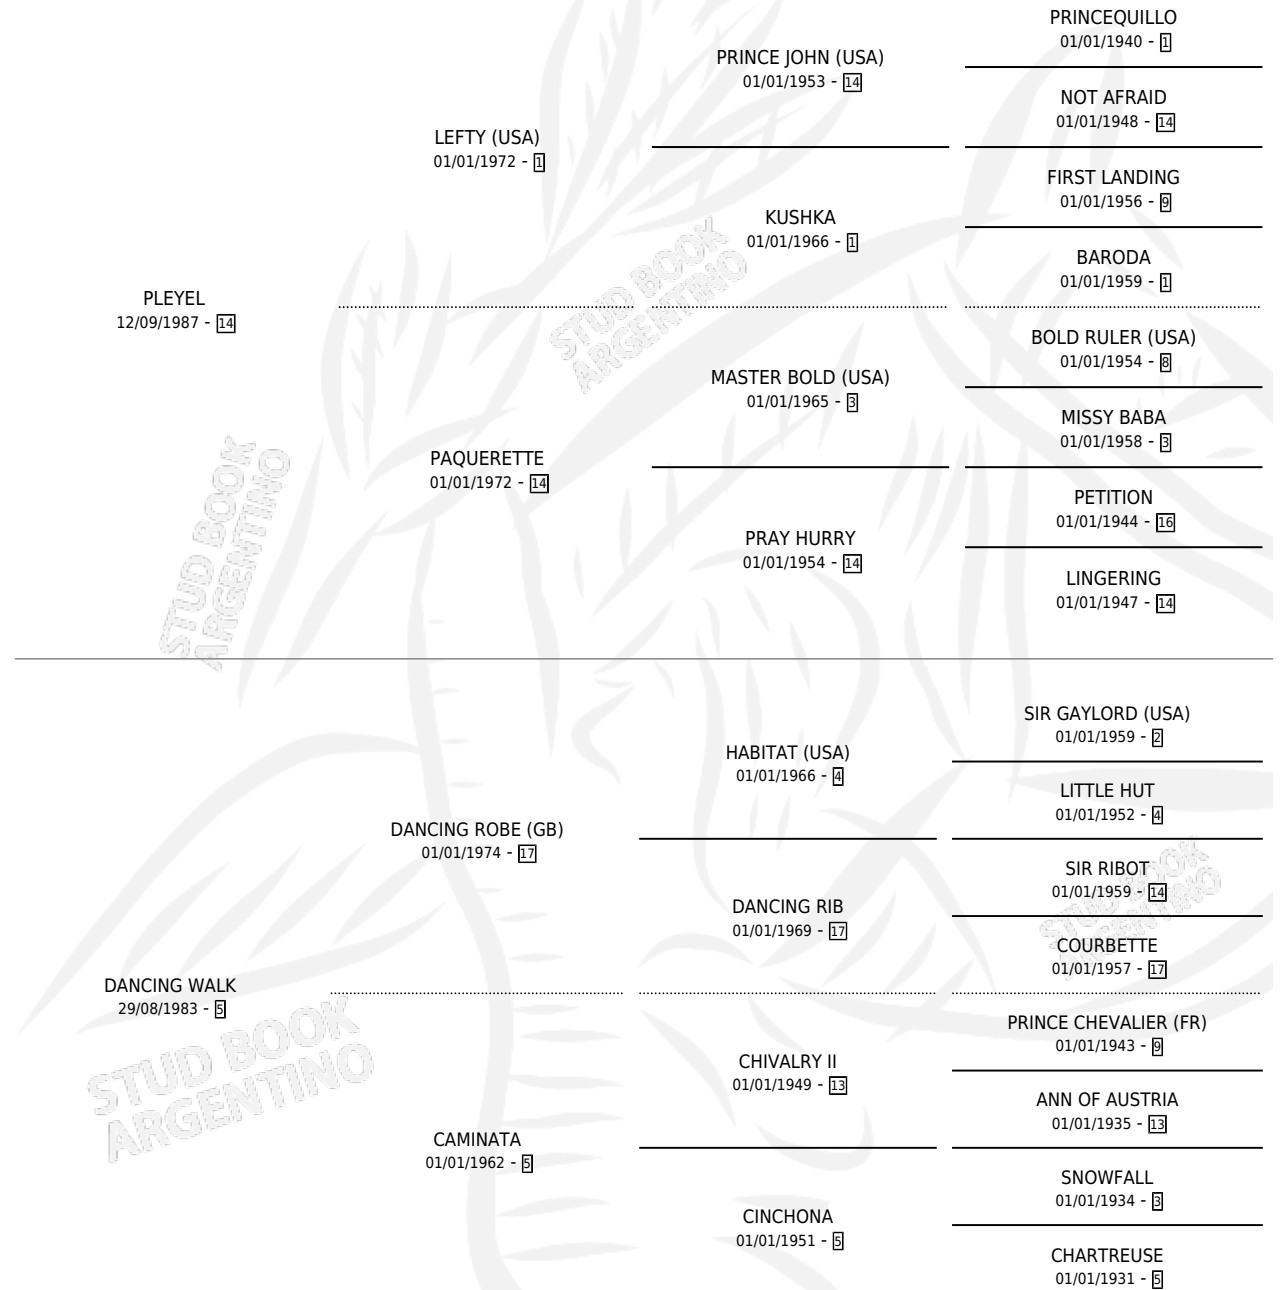 PRINCEQUILLO
01/01/1940 - 1
PRINCE JOHN (USA)
01/01/1953 - 14
NOT AFRAID
01/01/1948 - 14
LEFTY (USA)
01/01/1972 - 1
FIRST LANDING
01/01/1956 - 9
KUSHKA
01/01/1966 - 1
BARODA
01/01/1959 - 1
PLEYEL
12/09/1987 - 14
STUD BOOK
ARGENTINO
BOLD RULER (USA)
01/01/1954 - 8
MASTER BOLD (USA)
01/01/1965 - 3
MISSY BABA
01/01/1958 - 3
PAQUERETTE
01/01/1972 - 14
PETITION
01/01/1944 - 16
PRAY HURRY
01/01/1954 - 14
LINGERING
01/01/1947 - 14
STUD BOOK
ARGENTINO
SIR GAYLORD (USA)
01/01/1959 - 2
HABITAT (USA)
01/01/1966 - 4
LITTLE HUT
01/01/1952 - 4
DANCING ROBE (GB)
01/01/1974 - 17
SIR RIBOT
01/01/1959 - 14
DANCING RIB
01/01/1969 - 17
COURBETTE
01/01/1957 - 17
STUD BOOK
ARGENTINO
DANCING WALK
29/08/1983 - 5
PRINCE CHEVALIER (FR)
01/01/1943 - 9
CHIVALRY II
01/01/1949 - 13
ANN OF AUSTRIA
01/01/1935 - 13
STUD BOOK
ARGENTINO
CAMINATA
01/01/1962 - 5
SNOWFALL
01/01/1934 - 3
CINCHONA
01/01/1951 - 5
CHARTREUSE
01/01/1931 - 5